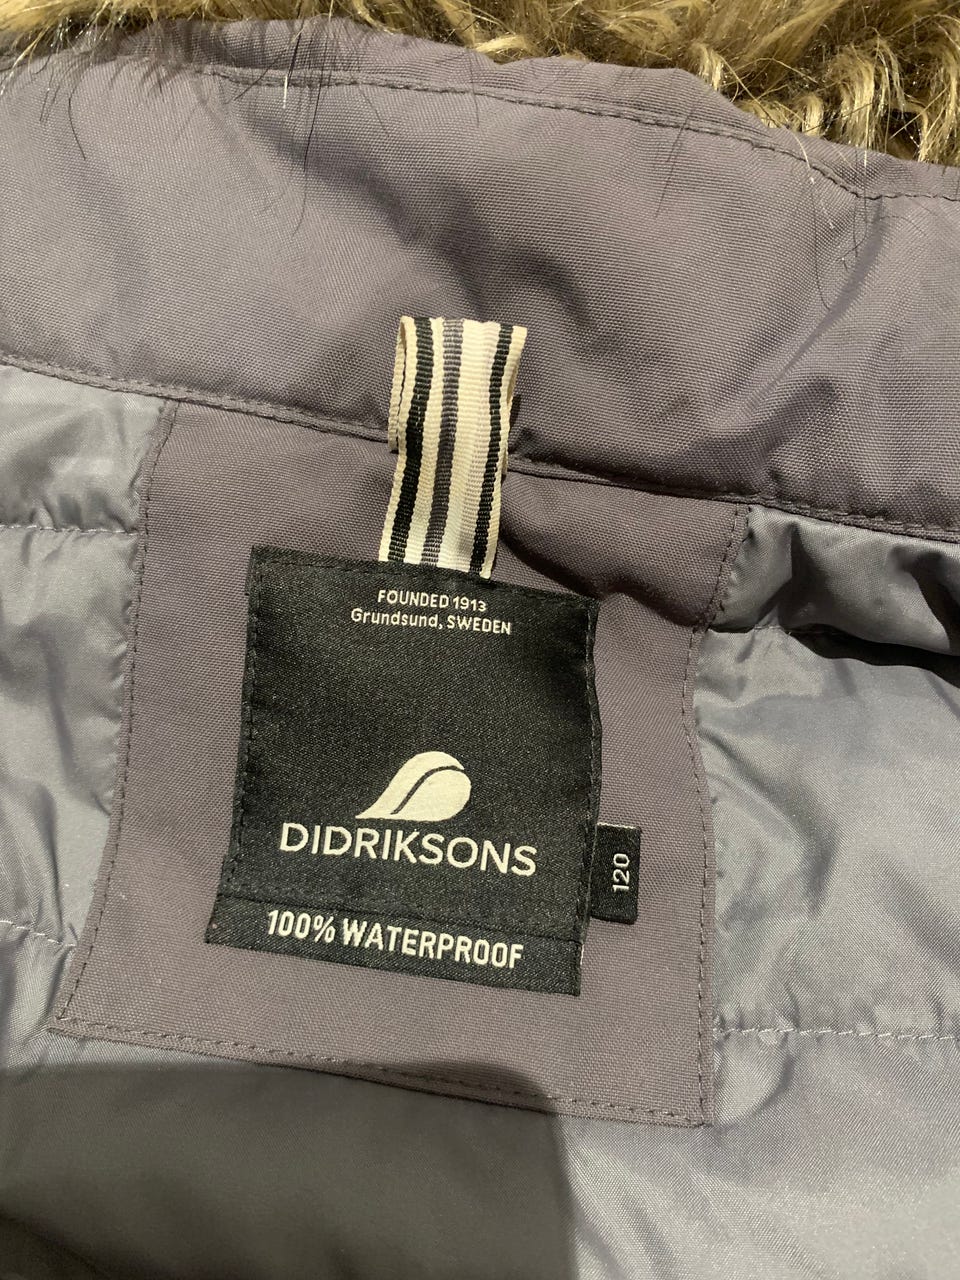 FOUNDED 1913
Grundsund, SWEDEN
DIDRIKSONS
120
100% WATERPROOF